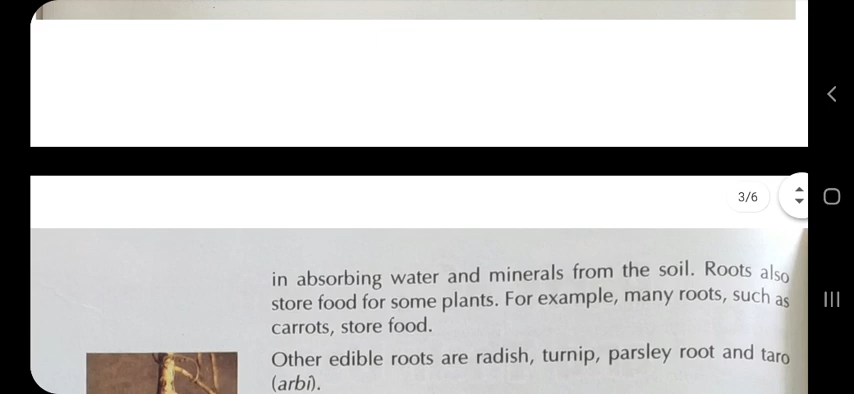 3/6
in absorbing water and minerals from the soil. Roots also
store food for some plants. For example, many roots, such as
carrots, store food.
Other edible roots are radish, turnip, parsley root and taro
(arbi).